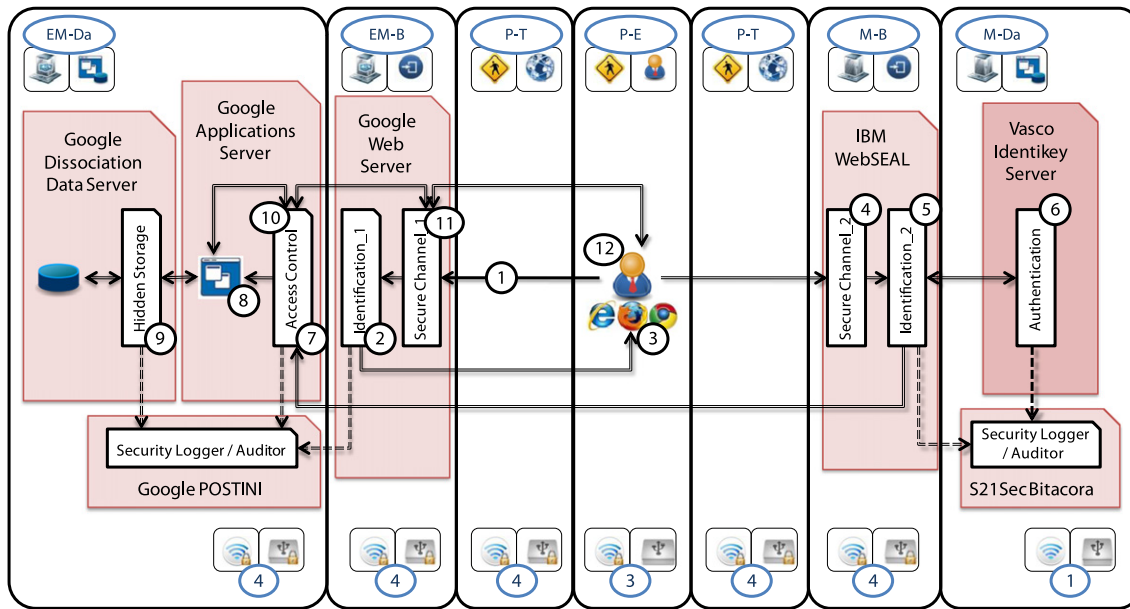 EM-Da
EM-B
P-T
P-E
P-T
M-B
M-Da
Google
Dissociation
Data Server
Google
Applications
Server
Google
Web
Server
IBM
WebSEAL
Vasco
Identikey
Server
Hidden Storage
9
8
10
Access Control
7
Identification_1
2
11
Secure Channel_1
1
12
3
4
Secure Channel_2
5
Identification_2
6
Authentication
Security Logger / Auditor
Google POSTINI
Security Logger
/ Auditor
S21Sec Bitacora
4
4
4
3
4
4
1